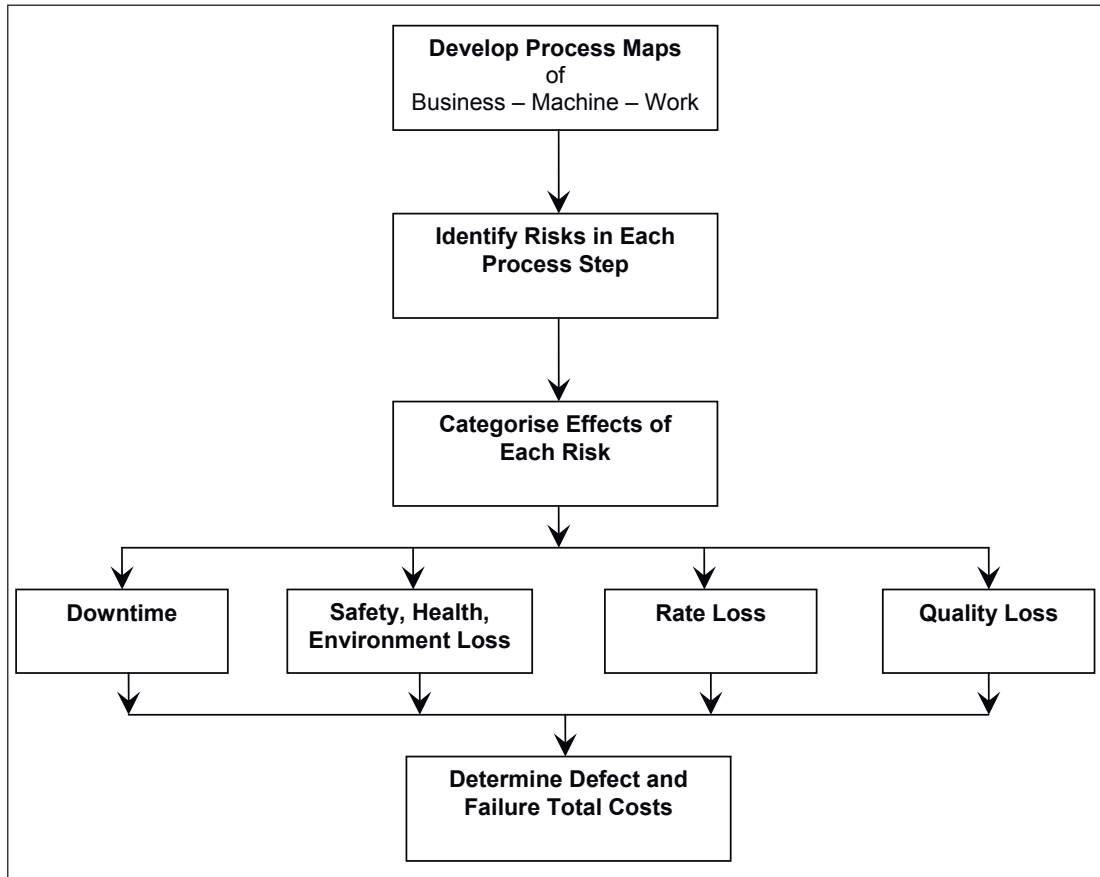 Develop Process Maps
of
Business – Machine – Work
Identify Risks in Each
Process Step
Categorise Effects of
Each Risk
Downtime
Safety, Health,
Environment Loss
Rate Loss
Quality Loss
Determine Defect and
Failure Total Costs